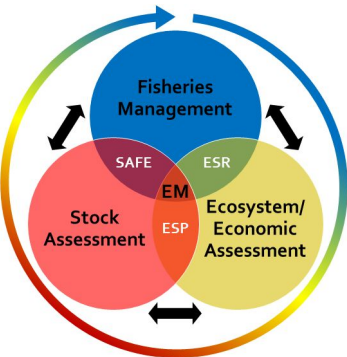 Fisheries
Management
SAFE
ESR
EM
Stock
Assessment
ESP
Ecosystem/
Economic
Assessment